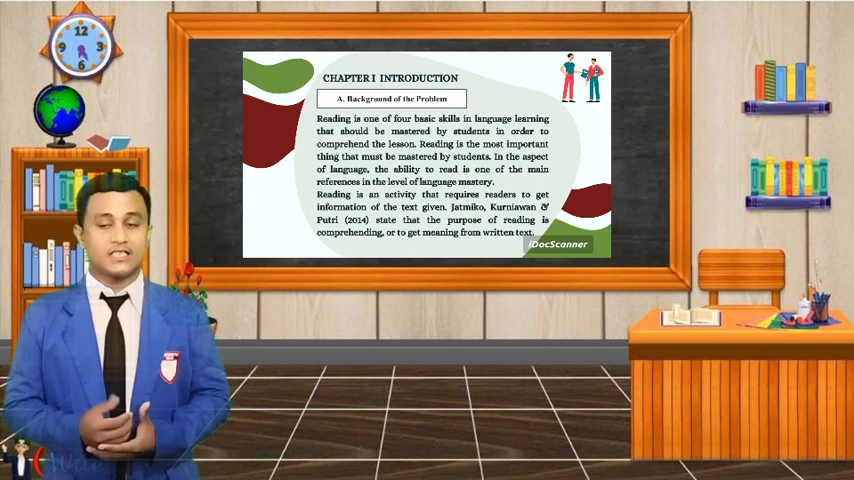 12
9
3
6
CHAPTER I INTRODUCTION
A. Background of the Problem
Reading is one of four basic skills in language learning
that should be mastered by students in order to
comprehend the lesson. Reading is the most important
thing that must be mastered by students. In the aspect
of language, the ability to read is one of the main
references in the level of language mastery.
Reading is an activity that requires readers to get
information of the text given. Jatmiko, Kurniawan &
Putri (2014) state that the purpose of reading is
comprehending, or to get meaning from written text.
iDocScanner